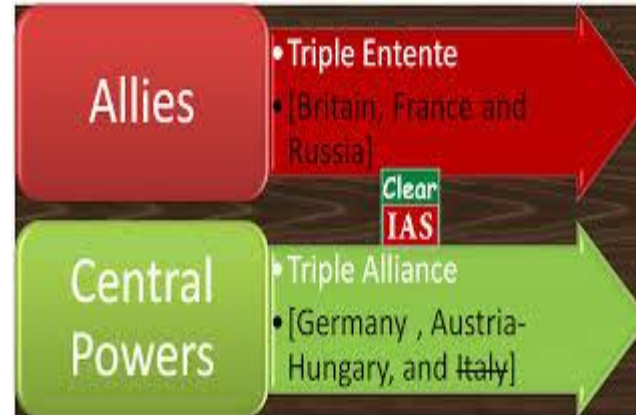 Allies
• Triple Entente
• [Britain, France and
Russia]
Clear
IAS
Central
Powers
• Triple Alliance
• [Germany , Austria-
Hungary, and Italy]